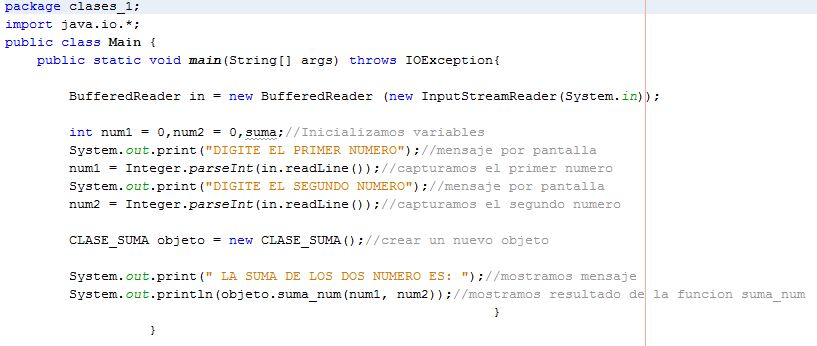 package clases_1;
import java.io.*;
public class Main {
public static void main(String[] args) throws IOException{
BufferedReader in = new BufferedReader (new InputStreamReader(System.in));
int num1 = 0,num2 = 0,suma;//Inicializamos variables
System.out.print("DIGITE EL PRIMER NUMERO");//mensaje por pantalla
num1 = Integer.parseInt(in.readLine());//capturamos el primer numero
System.out.print("DIGITE EL SEGUNDO NUMERO");//mensaje por pantalla
num2 = Integer.parseInt(in.readLine());//capturamos el segundo numero
CLASE_SUMA objeto = new CLASE_SUMA();//crear un nuevo objeto
System.out.print(" LA SUMA DE LOS DOS NUMERO ES: ");//mostramos mensaje
System.out.println(objeto.suma_num(num1, num2));//mostramos resultado de la funcion suma_num
}
}